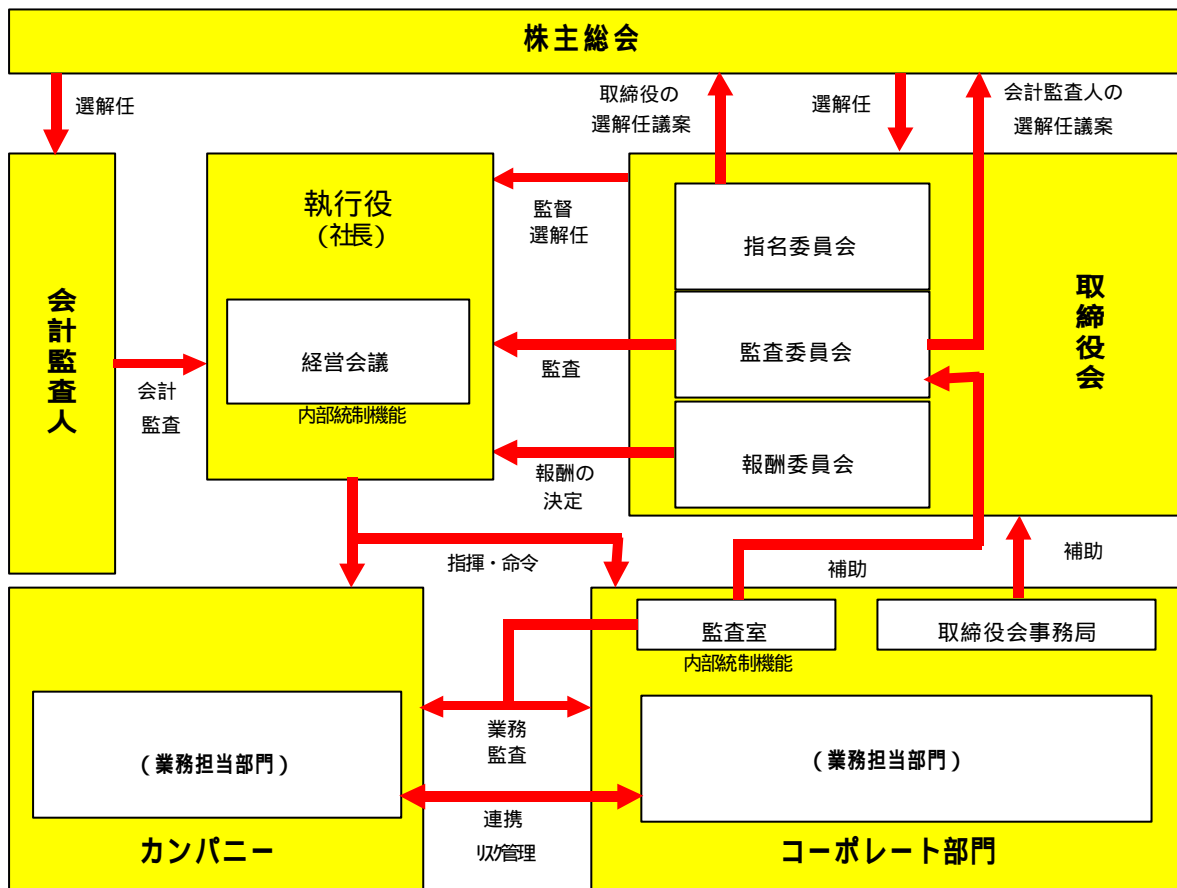 株主総会
選解任
取締役の
選解任議案
選解任
会計監査人の
選解任議案
会計監査人
執行役
（社長）
監督
選解任
指名委員会
取締役会
経営会議
内部統制機能
監査
監査委員会
会計
監査
報酬の
決定
報酬委員会
指揮・命令
補助
補助
監査室
内部統制機能
取締役会事務局
業務
監査
（業務担当部門）
（業務担当部門）
連携
リスク管理
カンパニー
コーポレート部門